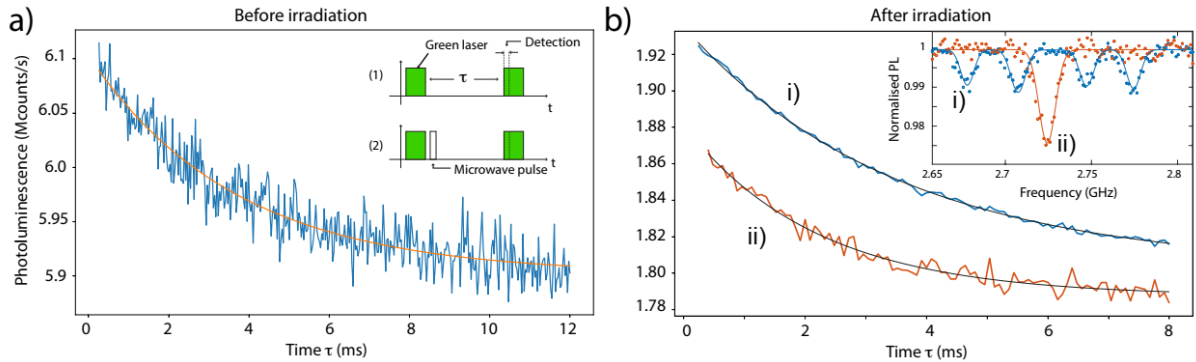 a)
Before irradiation
Photoluminescence (Mcounts/s)
6.1
6.05
6.0
5.95
5.9
0 2 4 6 8 10 12
Time τ (ms)
Green laser
Detection
(1)
τ
t
(2)
t
Microwave pulse
b)
After irradiation
1.92
1.90
1.88
1.86
1.84
1.82
1.80
1.78
0 2 4 6 8
Time τ (ms)
i)
ii)
Normalised PL
1
0.99
0.98
i)
ii)
2.65 2.7 2.75 2.8
Frequency (GHz)